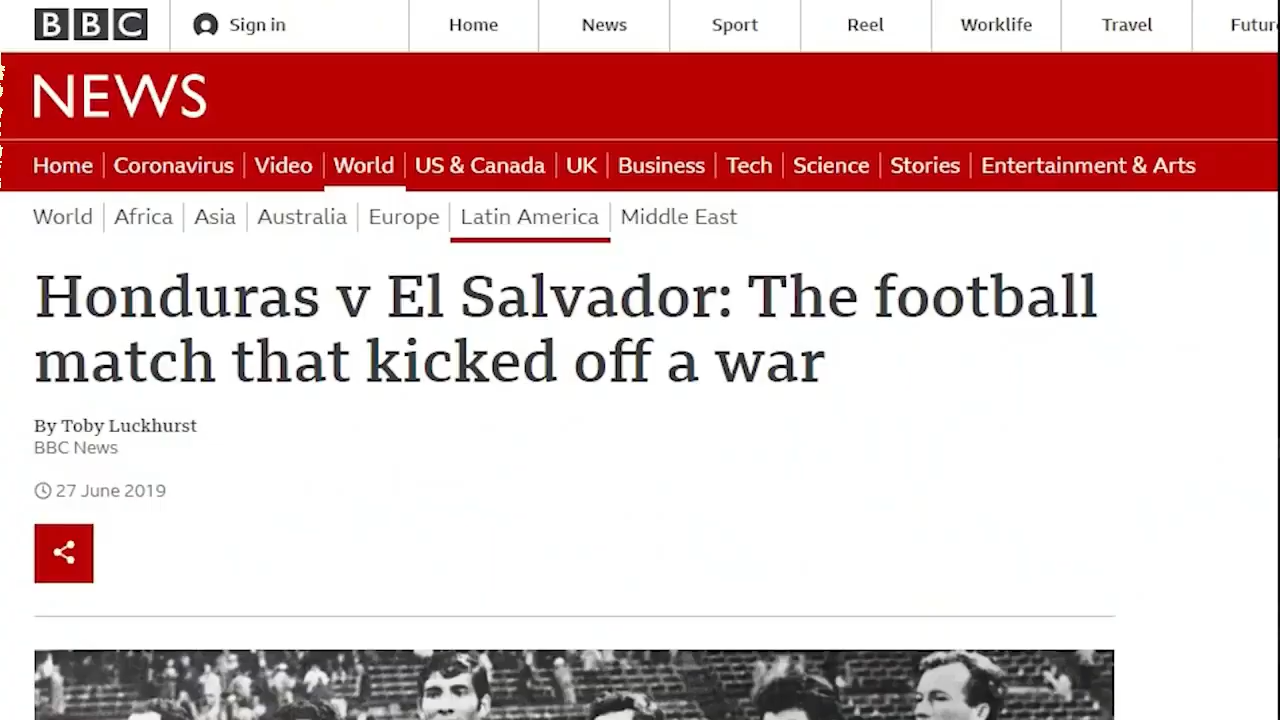 BBC Sign in Home News Sport Reel Worklife Travel
NEWS
Home Coronavirus Video World US & Canada UK Business Tech Science Stories Entertainment & Arts
World Africa Asia Australia Europe Latin America Middle East
Honduras v El Salvador: The football
match that kicked off a war
By Toby Luckhurst
BBC News
27 June 2019